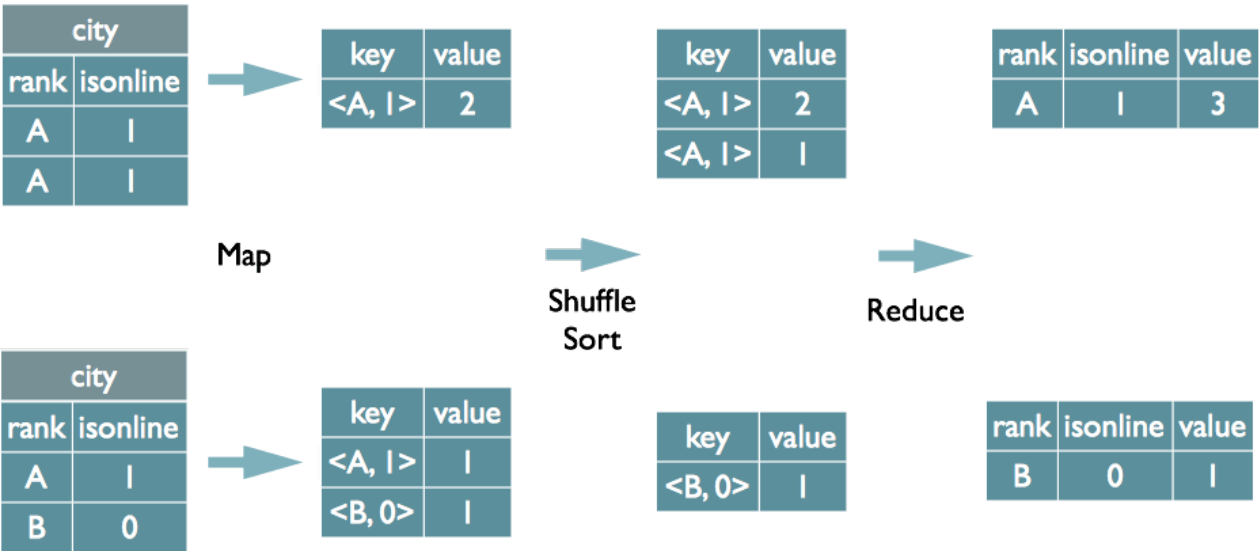 city
rank isonline
A 1
A 1
key value
<A, 1> 2
key value
<A, 1> 2
<A, 1> 1
rank isonline value
A 1 3
Map
Shuffle
Sort
Reduce
city
rank isonline
A 1
B 0
key value
<A, 1> 1
<B, 0> 1
key value
<B, 0> 1
rank isonline value
B 0 1